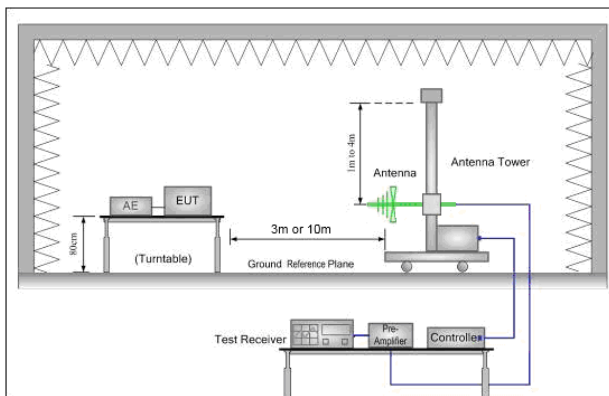 1m to 4m
Antenna
Antenna Tower
AE
EUT
80cm
(Turntable)
3m or 10m
Ground Reference Plane
Test Receiver
Pre-
Amplifier
Controller